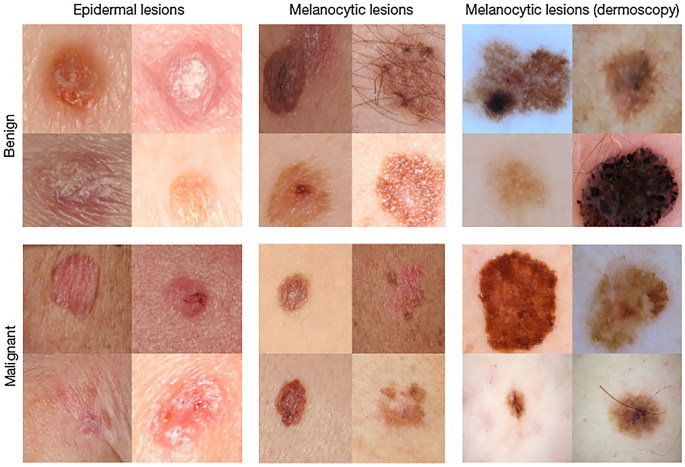 Epidermal lesions
Melanocytic lesions
Melanocytic lesions (dermoscopy)
Benign
Malignant